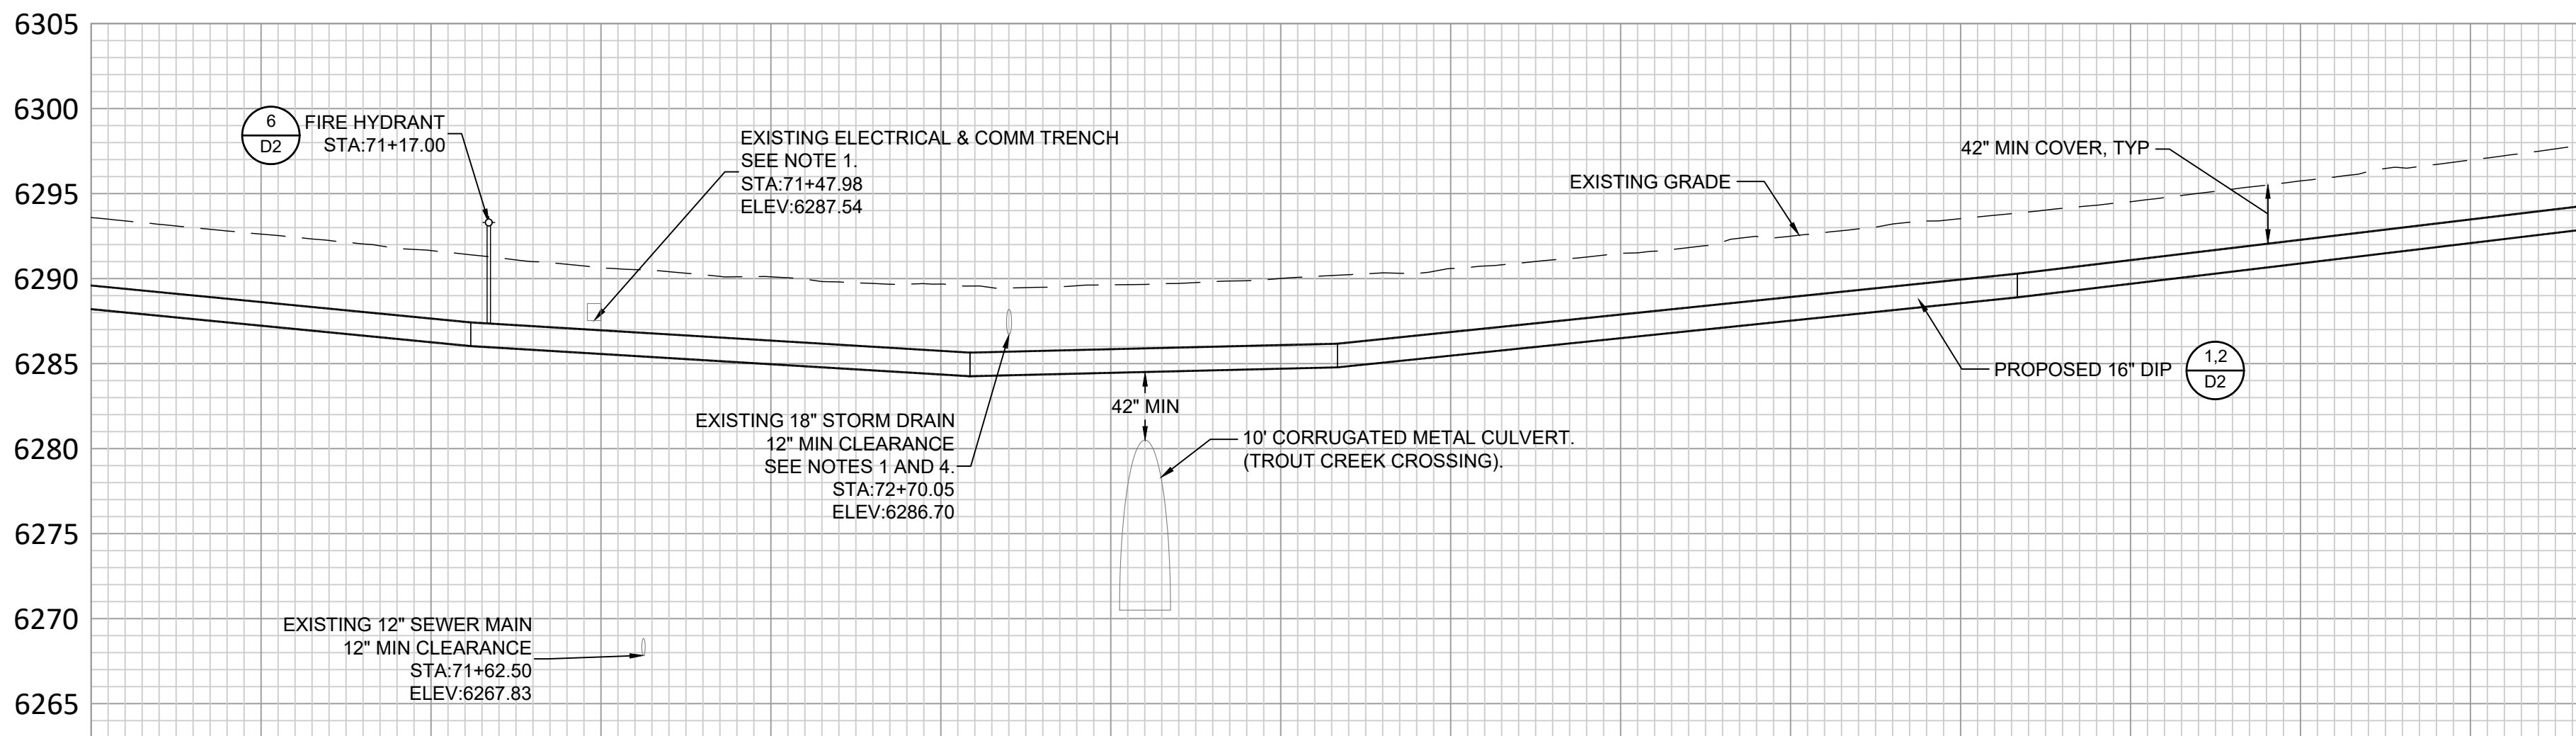 6305
6300
6295
6290
6285
6280
6275
6270
6265
6
D2
FIRE HYDRANT
STA:71+17.00
EXISTING ELECTRICAL & COMM TRENCH
SEE NOTE 1.
STA:71+47.98
ELEV:6287.54
EXISTING GRADE
42" MIN COVER, TYP
EXISTING 18" STORM DRAIN
12" MIN CLEARANCE
SEE NOTES 1 AND 4.
STA:72+70.05
ELEV:6286.70
42" MIN
10' CORRUGATED METAL CULVERT.
(TROUT CREEK CROSSING).
PROPOSED 16" DIP
1,2
D2
EXISTING 12" SEWER MAIN
12" MIN CLEARANCE
STA:71+62.50
ELEV:6267.83